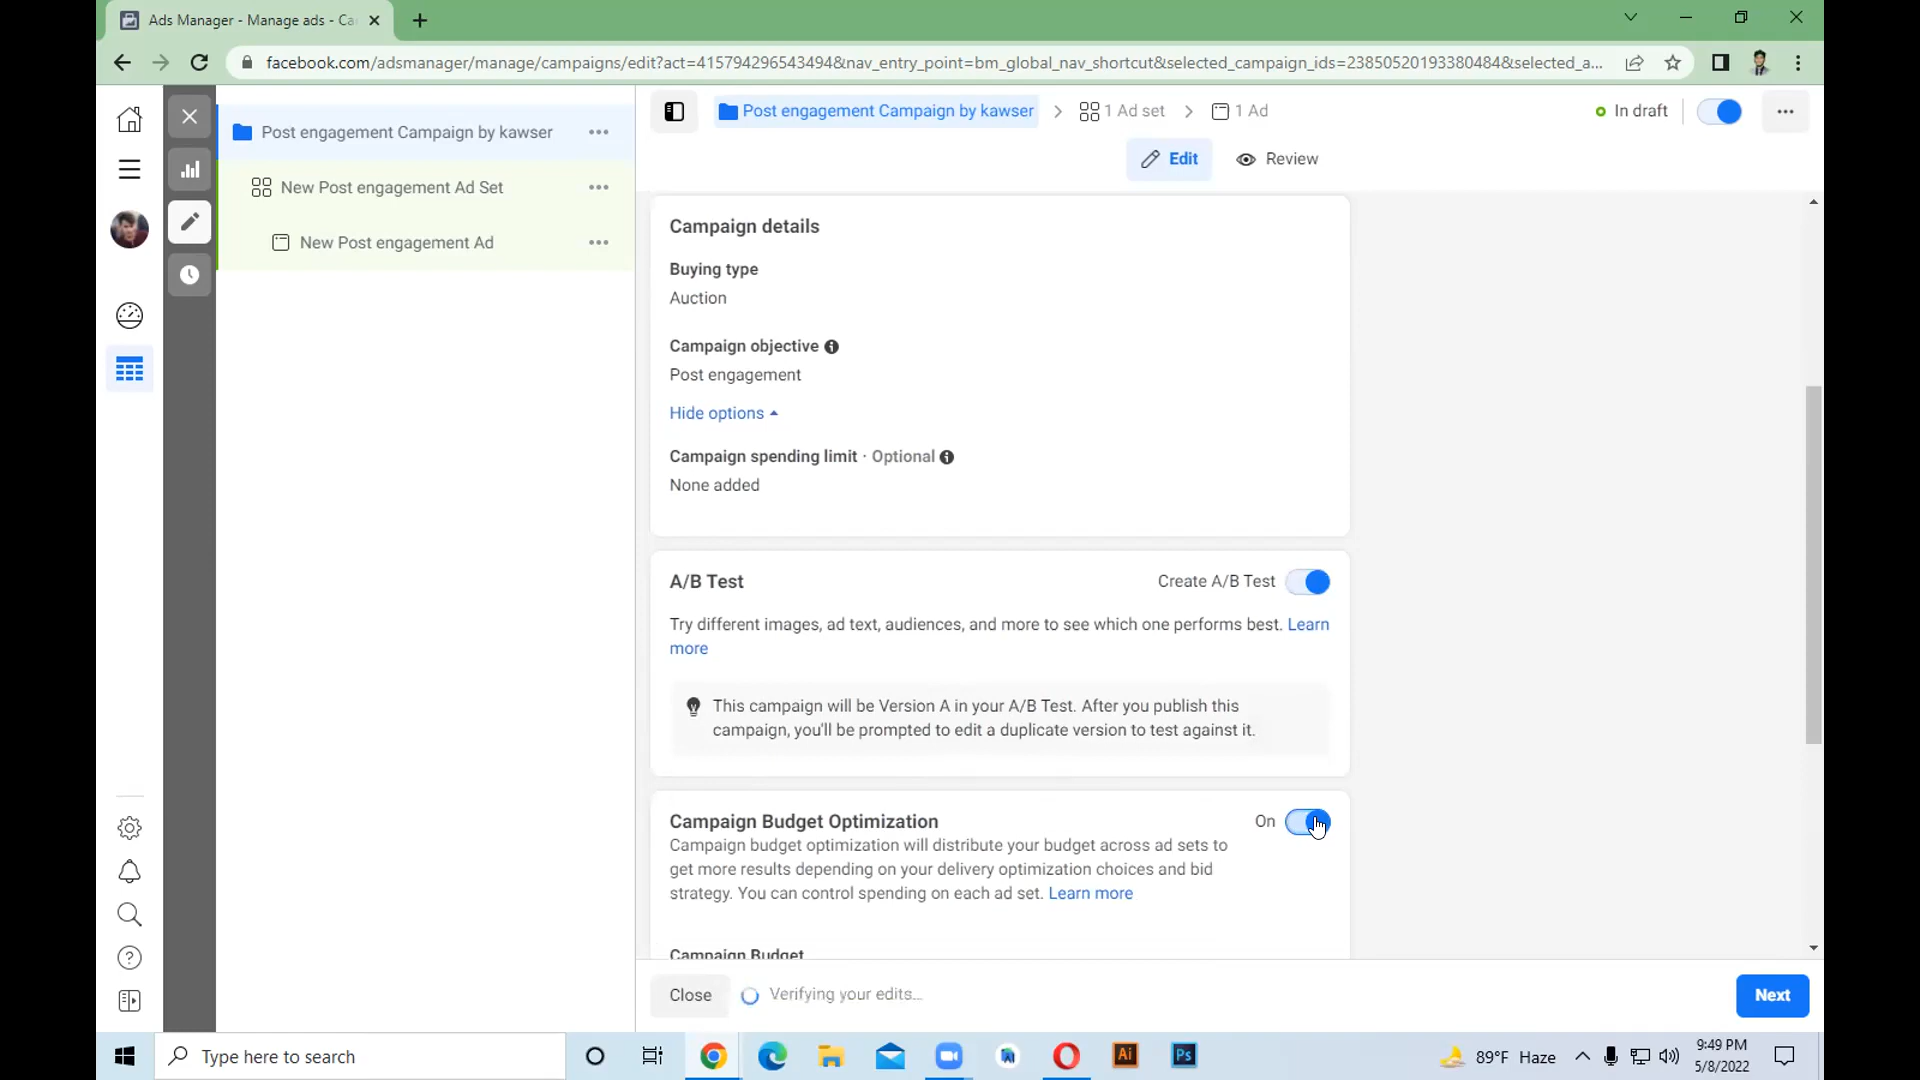 Ads Manager - Manage ads - Ca
facebook.com/adsmanager/manage/campaigns/edit?act=415794296543494&nav_entry_point=bm_global_nav_shortcut&selected_campaign_ids=23850520193380484&selected_a...
Post engagement Campaign by kawser
New Post engagement Ad Set
New Post engagement Ad
Post engagement Campaign by kawser > 1 Ad set > 1 Ad
In draft
Edit
Review
Campaign details
Buying type
Auction
Campaign objective
Post engagement
Hide options
Campaign spending limit · Optional
None added
A/B Test
Create A/B Test
Try different images, ad text, audiences, and more to see which one performs best. Learn
more
This campaign will be Version A in your A/B Test. After you publish this
campaign, you'll be prompted to edit a duplicate version to test against it.
Campaign Budget Optimization
On
Campaign budget optimization will distribute your budget across ad sets to
get more results depending on your delivery optimization choices and bid
strategy. You can control spending on each ad set. Learn more
Campaign Budget
Close
Verifying your edits...
Next
Type here to search
Ai
Ps
89°F Haze
9:49 PM
5/8/2022